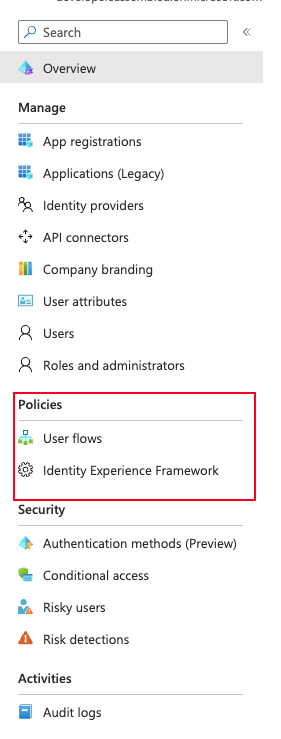 Search
Overview
Manage
App registrations
Applications (Legacy)
Identity providers
API connectors
Company branding
User attributes
Users
Roles and administrators
Policies
User flows
Identity Experience Framework
Security
Authentication methods (Preview)
Conditional access
Risky users
Risk detections
Activities
Audit logs